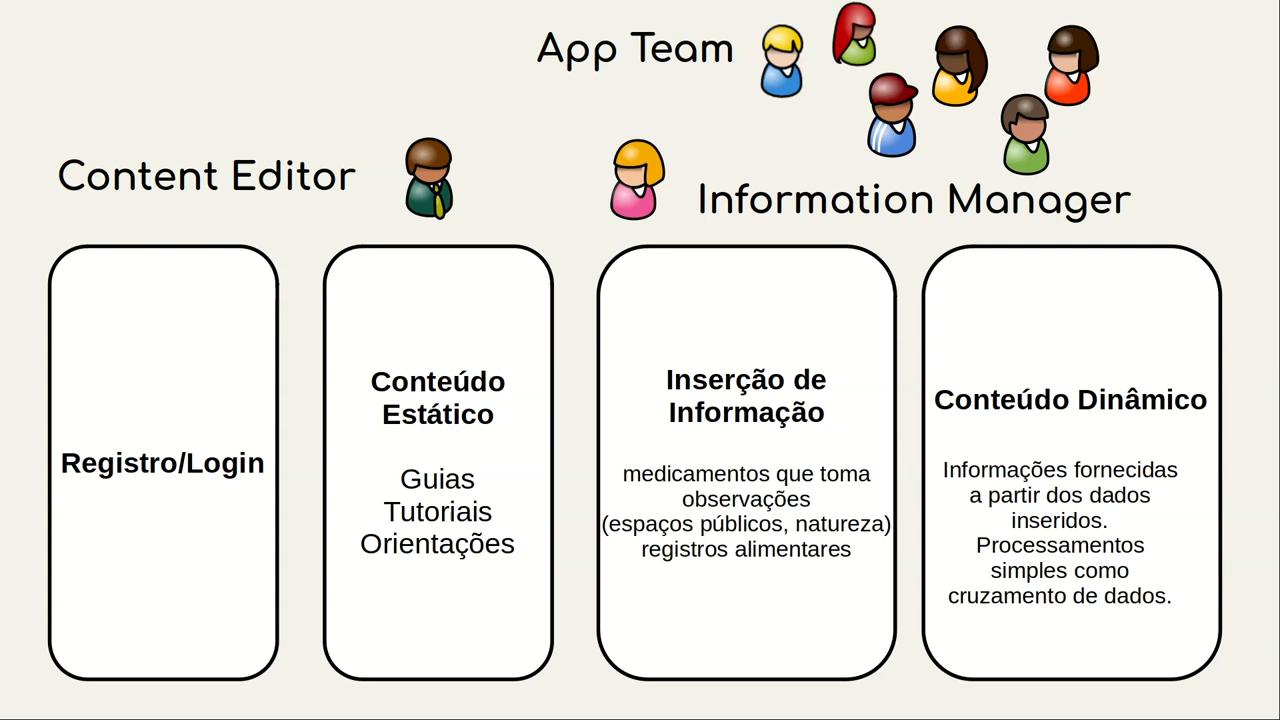 App Team
Content Editor
Information Manager
Registro/Login
Conteúdo
Estático
Guias
Tutoriais
Orientações
Inserção de
Informação
medicamentos que toma
observações
(espaços públicos, natureza)
registros alimentares
Conteúdo Dinâmico
Informações fornecidas
a partir dos dados
inseridos.
Processamentos
simples como
cruzamento de dados.